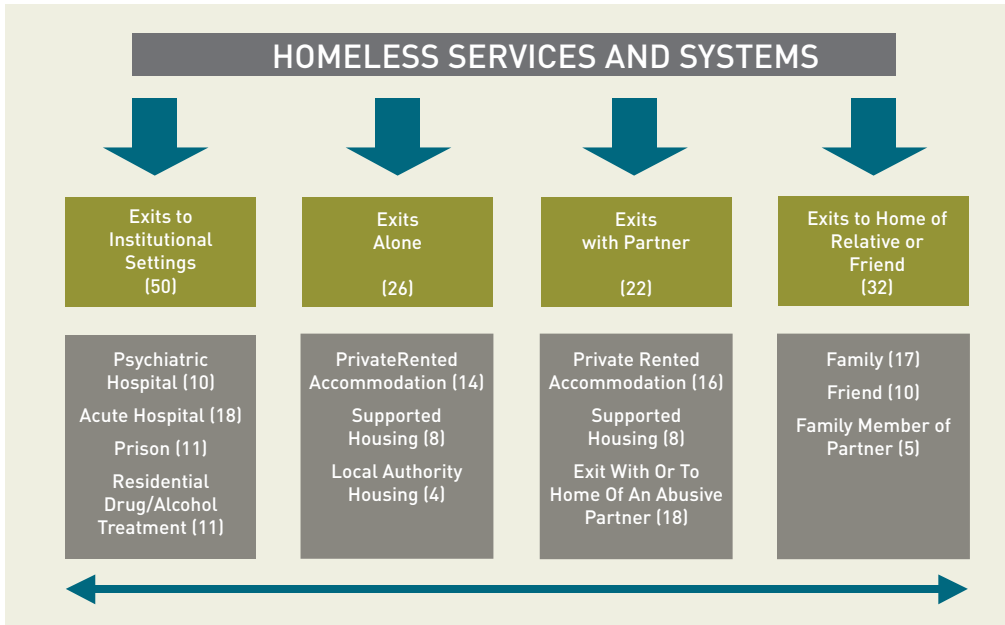 HOMELESS SERVICES AND SYSTEMS
Exits to
Institutional
Settings
(50)
Exits
Alone
(26)
Exits
with Partner
(22)
Exits to Home of
Relative or
Friend
(32)
Psychiatric
Hospital (10)
Acute Hospital (18)
Prison (11)
Residential
Drug/Alcohol
Treatment (11)
PrivateRented
Accommodation (14)
Supported
Housing (8)
Local Authority
Housing (4)
Private Rented
Accommodation (16)
Supported
Housing (8)
Exit With Or To
Home Of An Abusive
Partner (18)
Family (17)
Friend (10)
Family Member of
Partner (5)